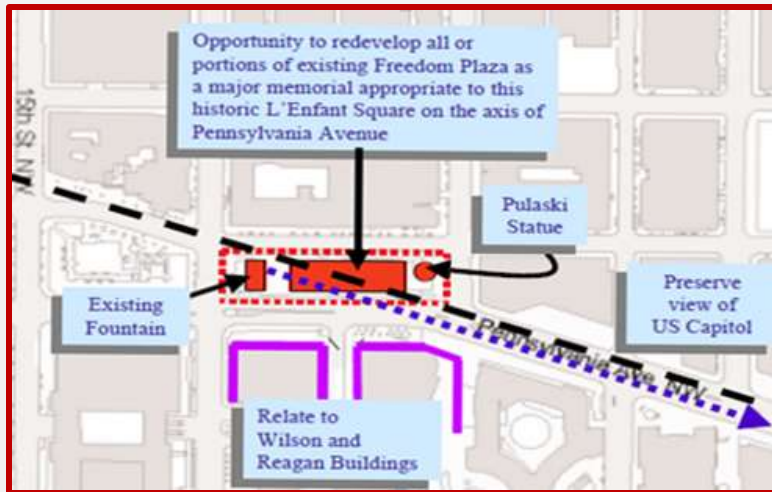 Opportunity to redevelop all or
portions of existing Freedom Plaza as
a major memorial appropriate to this
historic L'Enfant Square on the axis of
Pennsylvania Avenue
15th St. NW
Pulaski
Statue
Existing
Fountain
Preserve
view of
US Capitol
Pennsylvania Ave NW
Relate to
Wilson and
Reagan Buildings